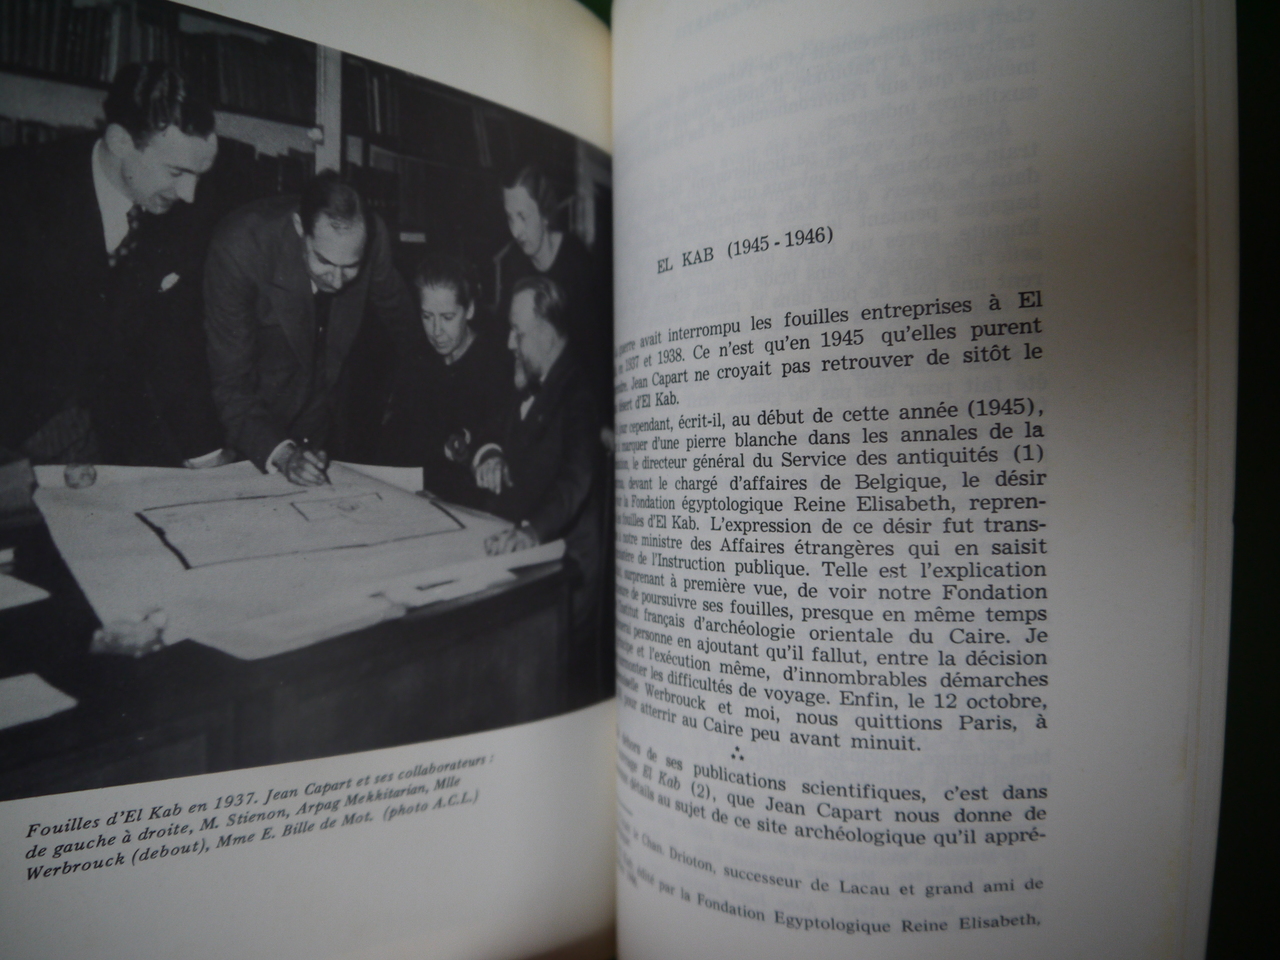 Fouilles d'El Kab en 1937. Jean Capart et ses collaborateurs :
de gauche à droite, M. Stienon, Arpag Mekhitarian, Mlle
Werbrouck (debout), Mme E. Bille de Mot. (photo A.C.L.)
EL KAB (1945 - 1946)
guerre avait interrompu les fouilles entreprises à El
en 1937 et 1938. Ce n'est qu'en 1945 qu'elles purent
Jean Capart ne croyait pas retrouver de sitôt le
désert d'El Kab.
cependant, écrit-il, au début de cette année (1945),
marquer d'une pierre blanche dans les annales de la
le directeur général du Service des antiquités (1)
devant le chargé d'affaires de Belgique, le désir
la Fondation égyptologique Reine Elisabeth, repren-
fouilles d'El Kab. L'expression de ce désir fut trans-
à notre ministre des Affaires étrangères qui en saisit
de l'Instruction publique. Telle est l'explication
surprenant à première vue, de voir notre Fondation
de poursuivre ses fouilles, presque en même temps
français d'archéologie orientale du Caire. Je
personne en ajoutant qu'il fallut, entre la décision
et l'exécution même, d'innombrables démarches
les difficultés de voyage. Enfin, le 12 octobre,
Werbrouck et moi, nous quittions Paris, à
pour atterrir au Caire peu avant minuit.
de ses publications scientifiques, c'est dans
El Kab (2), que Jean Capart nous donne de
détails au sujet de ce site archéologique qu'il appré-
Chan. Drioton, successeur de Lacau et grand ami de
par la Fondation Egyptologique Reine Elisabeth,